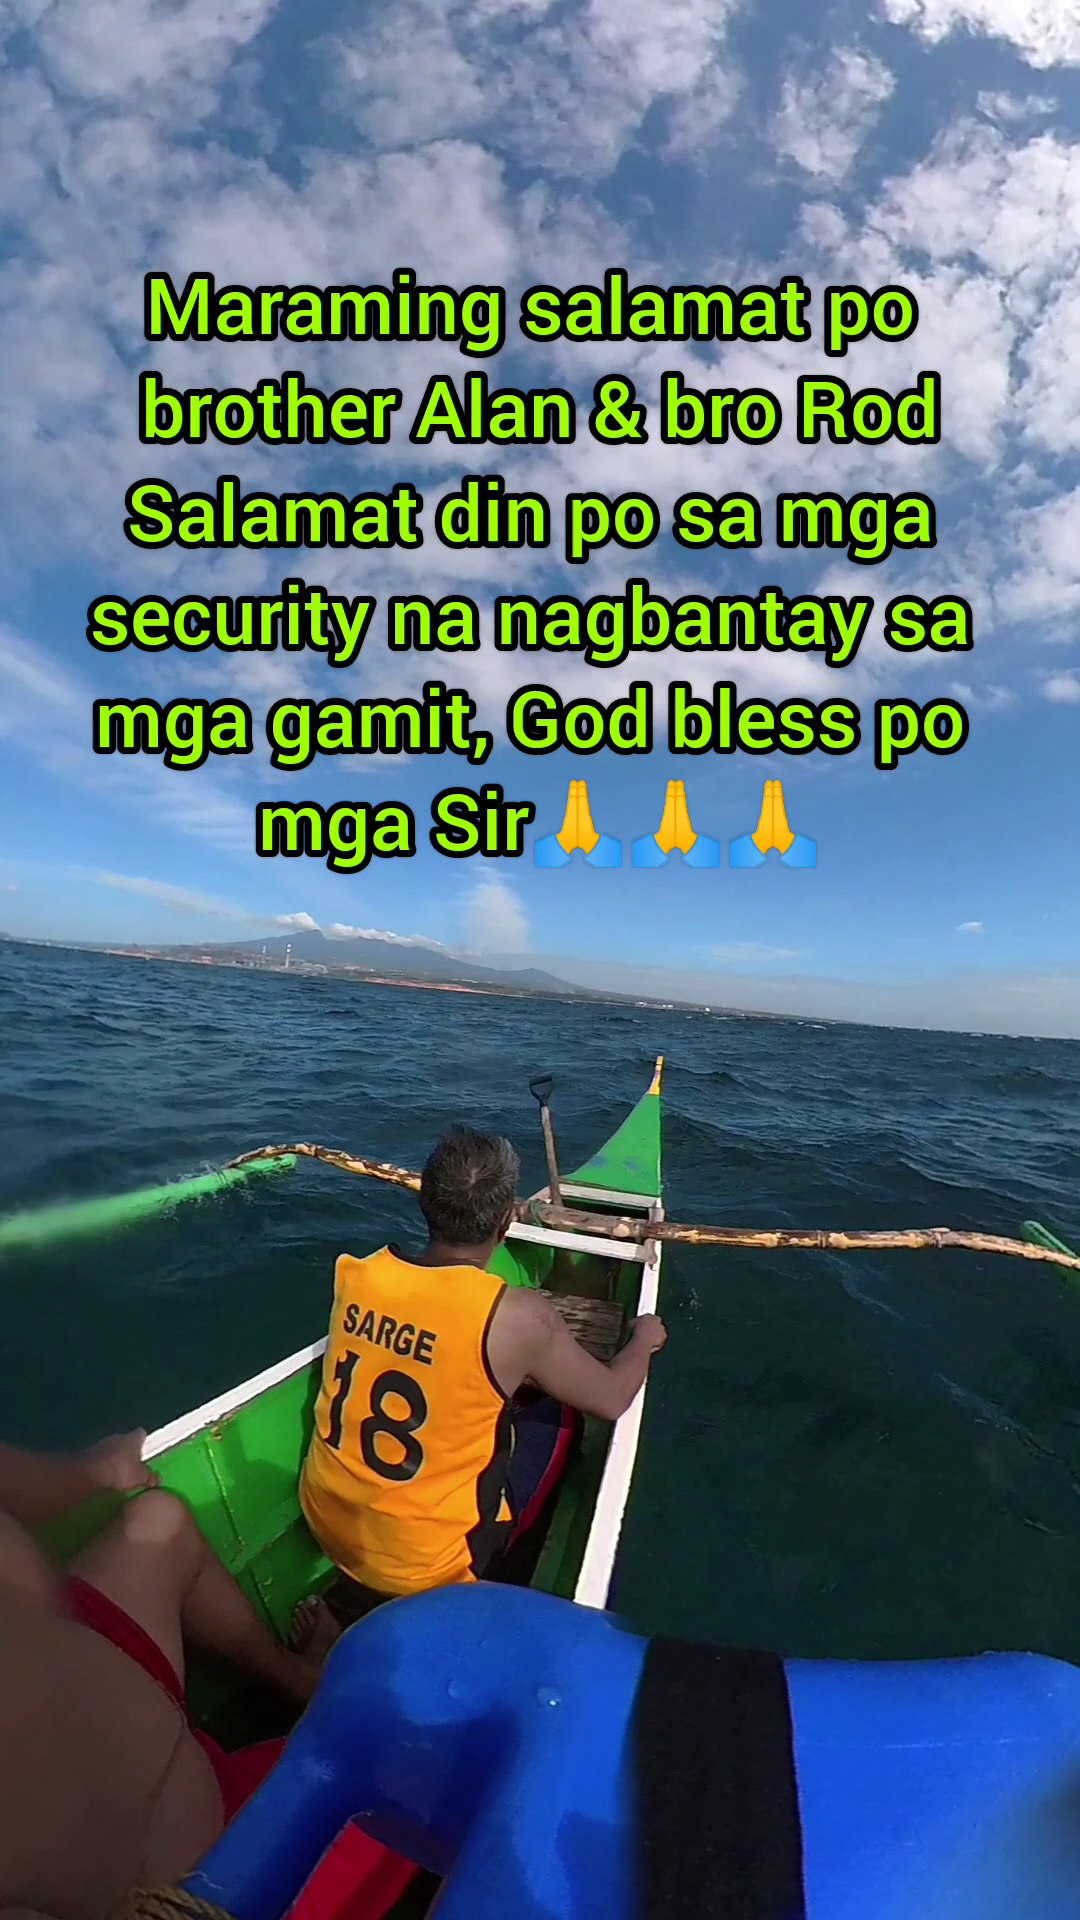 Maraming salamat po
brother Alan & bro Rod
Salamat din po sa mga
security na nagbantay sa
mga gamit, God bless po
mga Sir🙏🙏🙏
SARGE
18